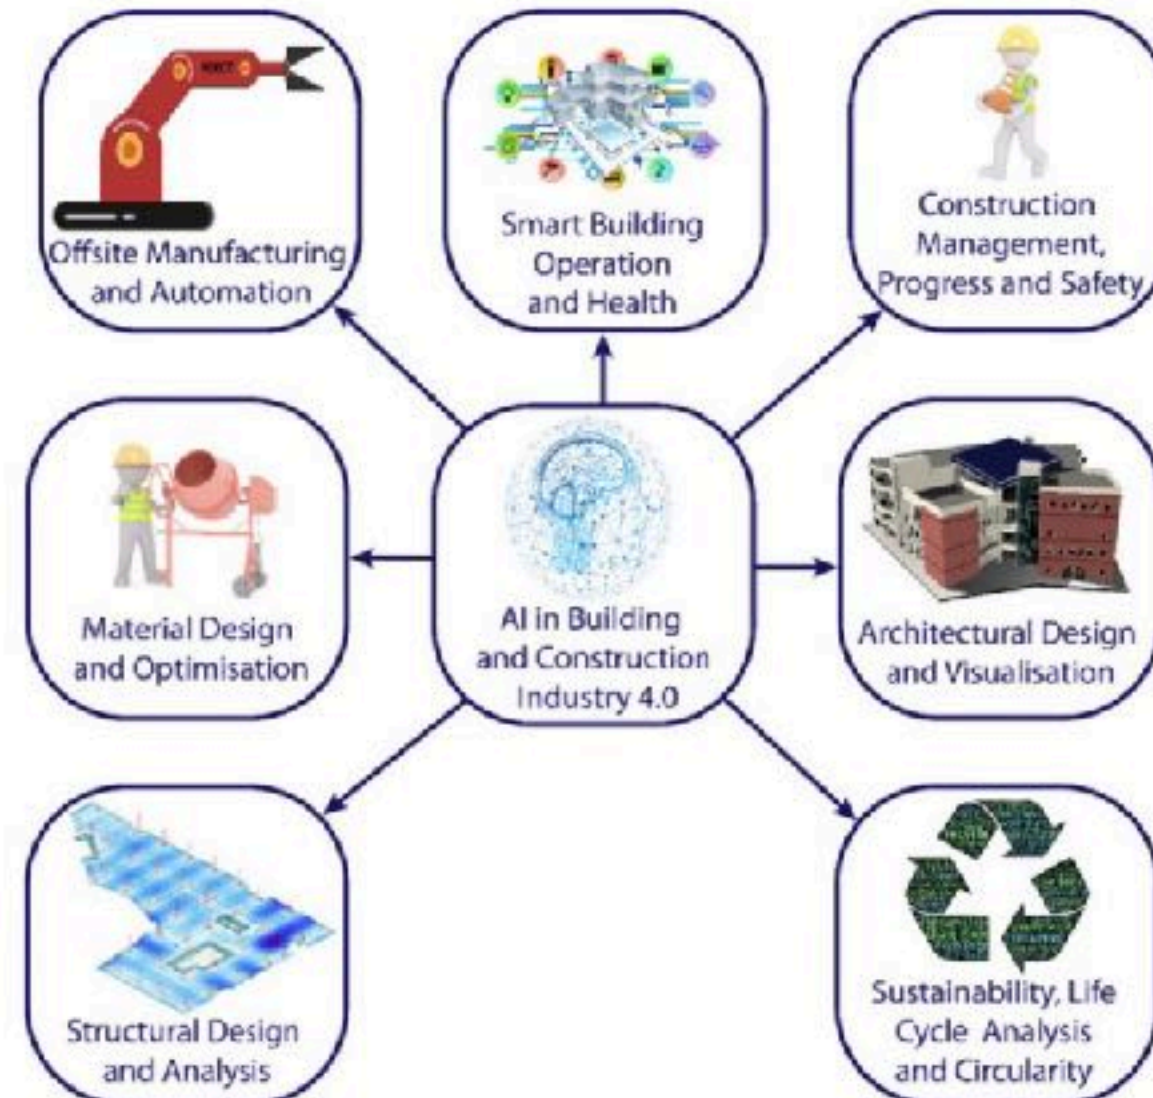 Offsite Manufacturing
and Automation
Smart Building
Operation
and Health
Construction
Management,
Progress and Safety
Material Design
and Optimisation
AI in Building
and Construction
Industry 4.0
Architectural Design
and Visualisation
Structural Design
and Analysis
Sustainability, Life
Cycle Analysis
and Circularity